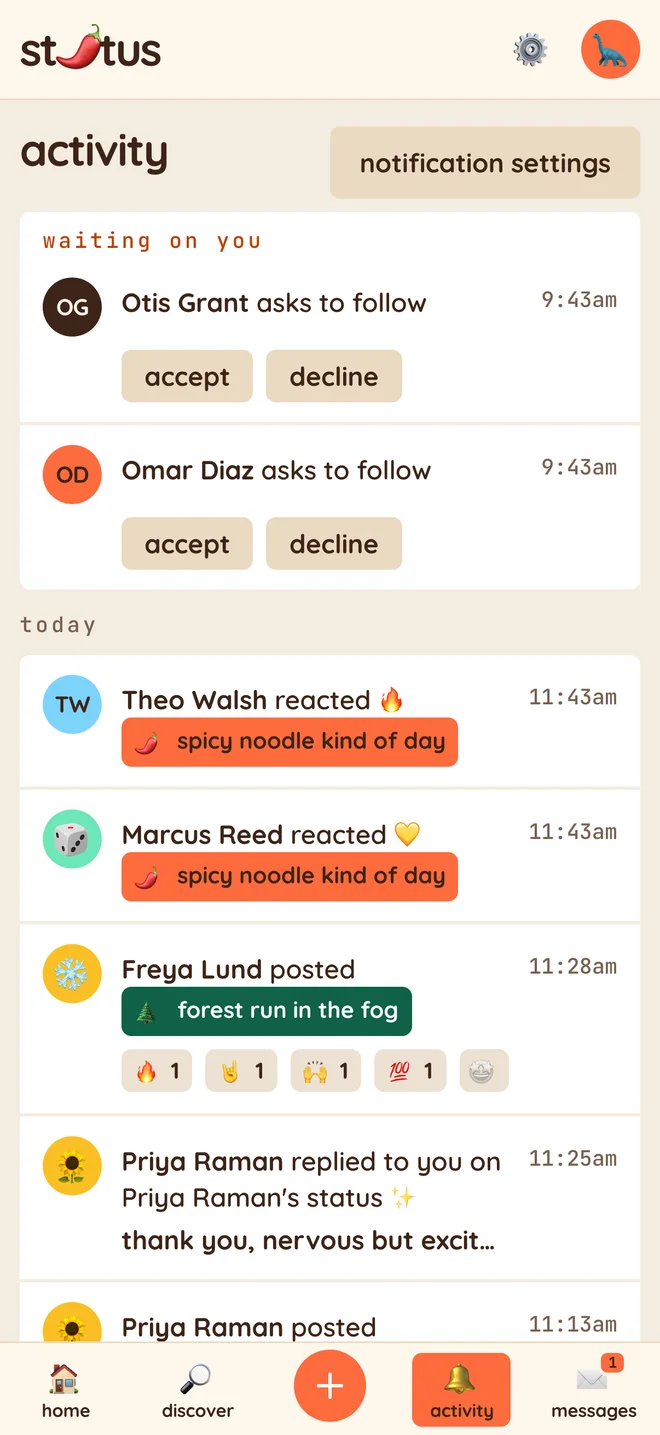 st🌶tus
activity
notification settings
waiting on you
OG
Otis Grant asks to follow
9:43am
accept
decline
OD
Omar Diaz asks to follow
9:43am
accept
decline
today
TW
Theo Walsh reacted 🔥
11:43am
🌶 spicy noodle kind of day
Marcus Reed reacted 💛
11:43am
🌶 spicy noodle kind of day
Freya Lund posted
11:28am
🌲 forest run in the fog
🔥 1
🤘 1
🙌 1
💯 1
Priya Raman replied to you on
11:25am
Priya Raman's status ✨
thank you, nervous but excit...
Priya Raman posted
11:13am
home
discover
+
activity
1
messages